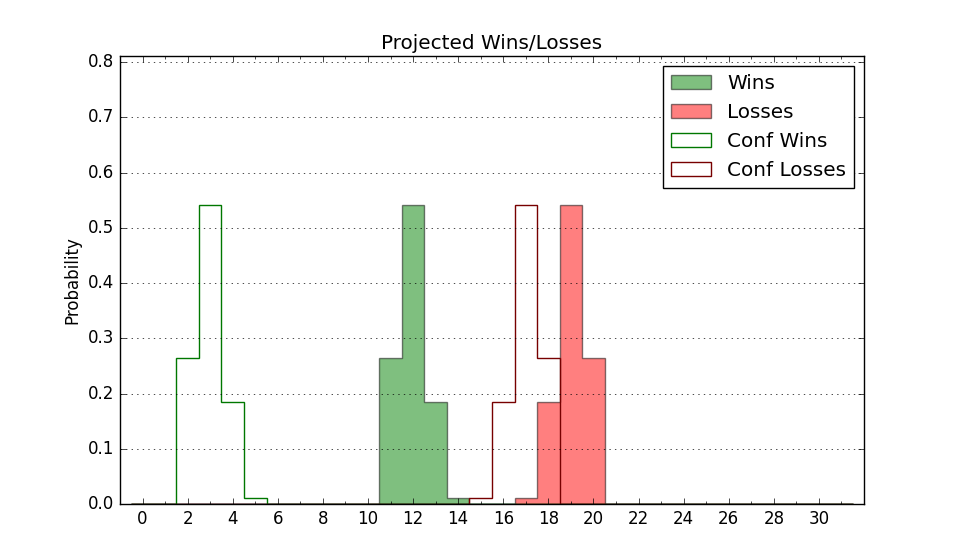 Projected Wins/Losses
0.8
0.7
0.6
0.5
0.4
0.3
0.2
0.1
0.0
Probability
Wins
Losses
Conf Wins
Conf Losses
0 2 4 6 8 10 12 14 16 18 20 22 24 26 28 30